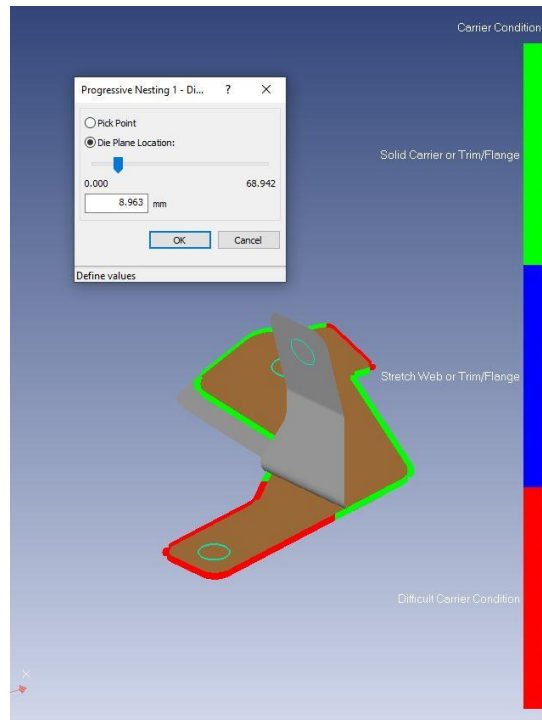 Carrier Condition
Progressive Nesting 1 - Di... ? ×
Pick Point
Die Plane Location:
0.000 68.942
8.963 mm
OK Cancel
Define values
Solid Carrier or Trim/Flange
Stretch Web or Trim/Flange
Difficult Carrier Condition
X